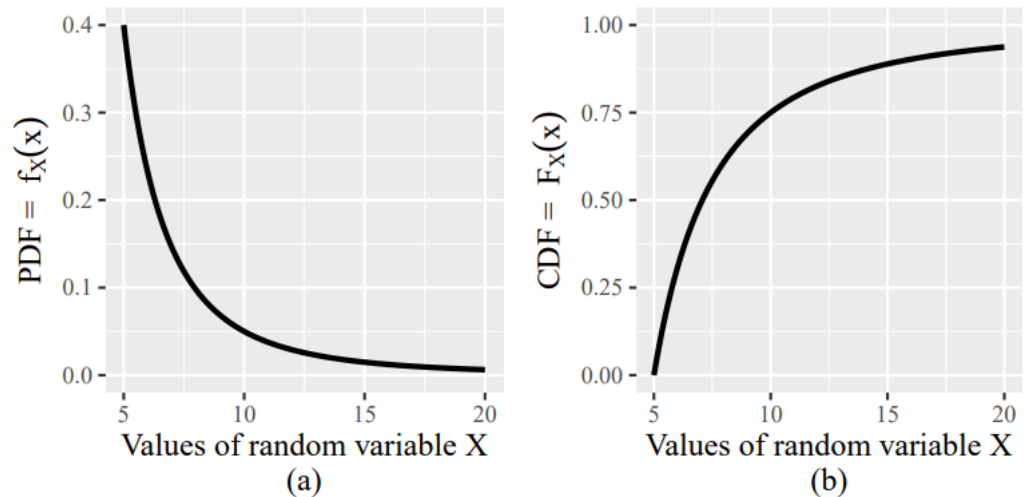 PDF = f_X(x)
0.4
0.3
0.2
0.1
0.0
5 10 15 20
Values of random variable X
(a)
CDF = F_X(x)
1.00
0.75
0.50
0.25
0.00
5 10 15 20
Values of random variable X
(b)